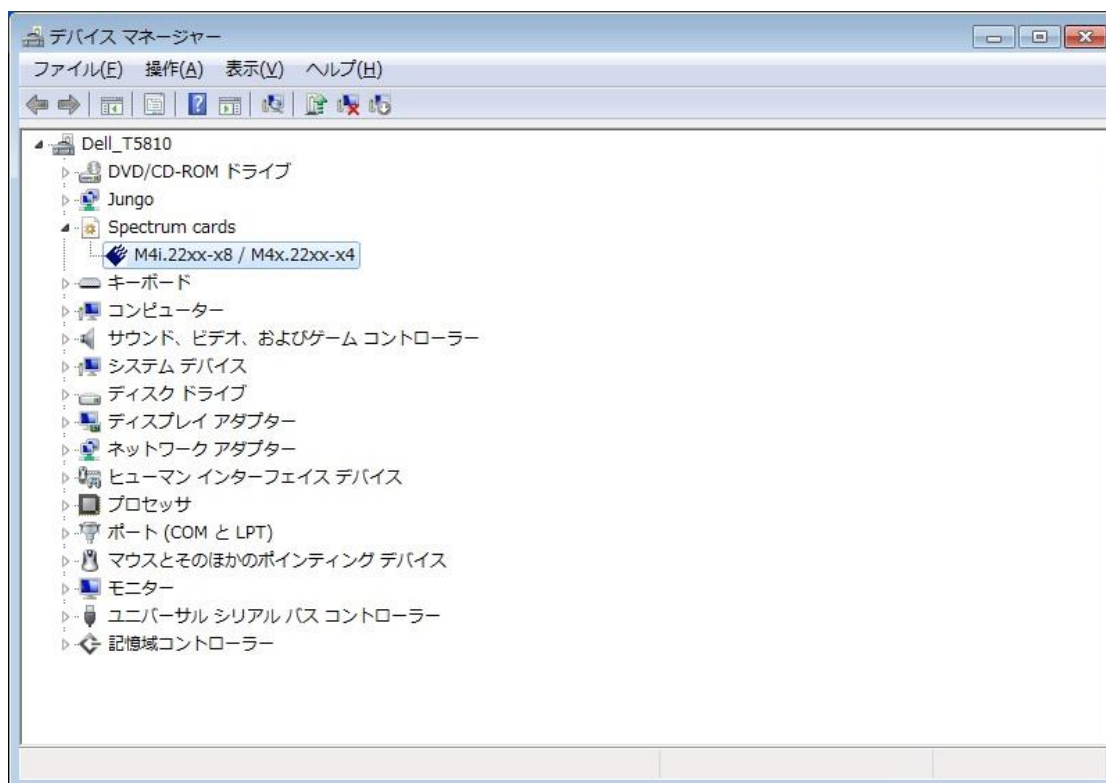 デバイス マネージャー
ファイル(F) 操作(A) 表示(V) ヘルプ(H)
Dell_T5810
DVD/CD-ROM ドライブ
Jungo
Spectrum cards
M4i.22xx-x8 / M4x.22xx-x4
キーボード
コンピューター
サウンド、ビデオ、およびゲーム コントローラー
システム デバイス
ディスク ドライブ
ディスプレイ アダプター
ネットワーク アダプター
ヒューマン インターフェイス デバイス
プロセッサ
ポート (COM と LPT)
マウスとそのほかのポインティング デバイス
モニター
ユニバーサル シリアル バス コントローラー
記憶域コントローラー